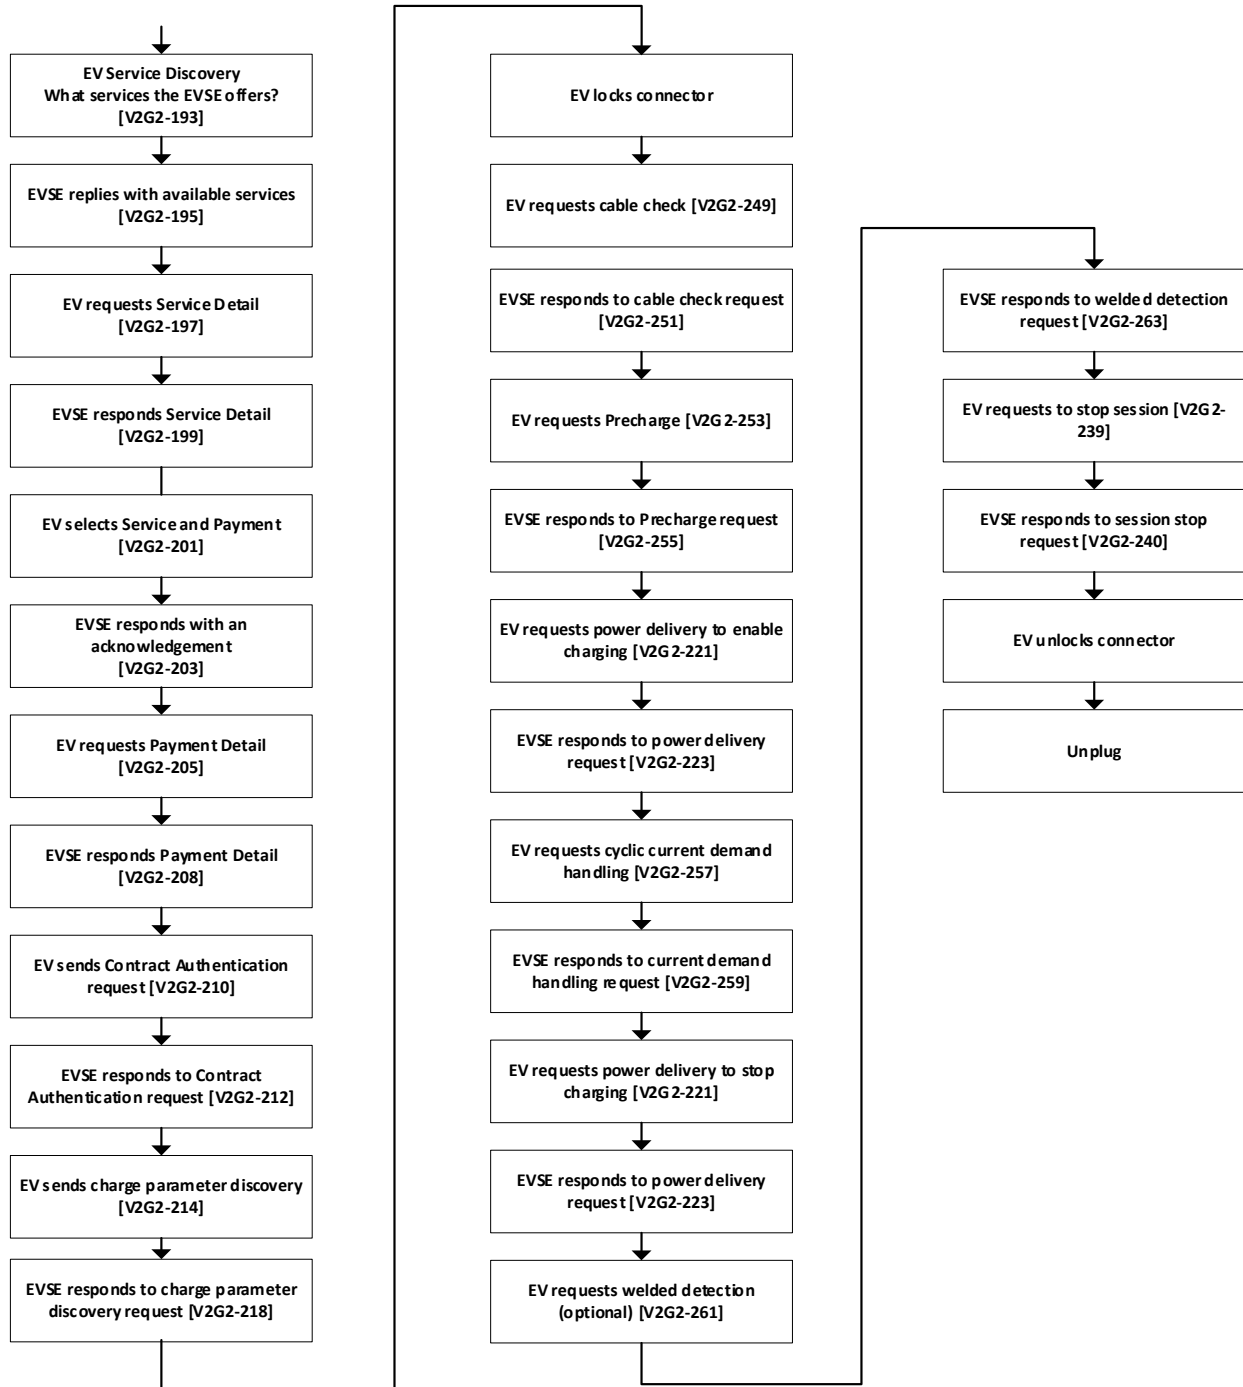 EV Service Discovery
What services the EVSE offers?
[V2G2-193]
EVSE replies with available services
[V2G2-195]
EV requests Service Detail
[V2G2-197]
EVSE responds Service Detail
[V2G2-199]
EV selects Service and Payment
[V2G2-201]
EVSE responds with an
acknowledgement
[V2G2-203]
EV requests Payment Detail
[V2G2-205]
EVSE responds Payment Detail
[V2G2-208]
EV sends Contract Authentication
request [V2G2-210]
EVSE responds to Contract
Authentication request [V2G2-212]
EV sends charge parameter discovery
[V2G2-214]
EVSE responds to charge parameter
discovery request [V2G2-218]
EV locks connector
EV requests cable check [V2G2-249]
EVSE responds to cable check request
[V2G2-251]
EV requests Precharge [V2G2-253]
EVSE responds to Precharge request
[V2G2-255]
EV requests power delivery to enable
charging [V2G2-221]
EVSE responds to power delivery
request [V2G2-223]
EV requests cyclic current demand
handling [V2G2-257]
EVSE responds to current demand
handling request [V2G2-259]
EV requests power delivery to stop
charging [V2G2-221]
EVSE responds to power delivery
request [V2G2-223]
EV requests welded detection
(optional) [V2G2-261]
EVSE responds to welded detection
request [V2G2-263]
EV requests to stop session [V2G2-
239]
EVSE responds to session stop
request [V2G2-240]
EV unlocks connector
Unplug